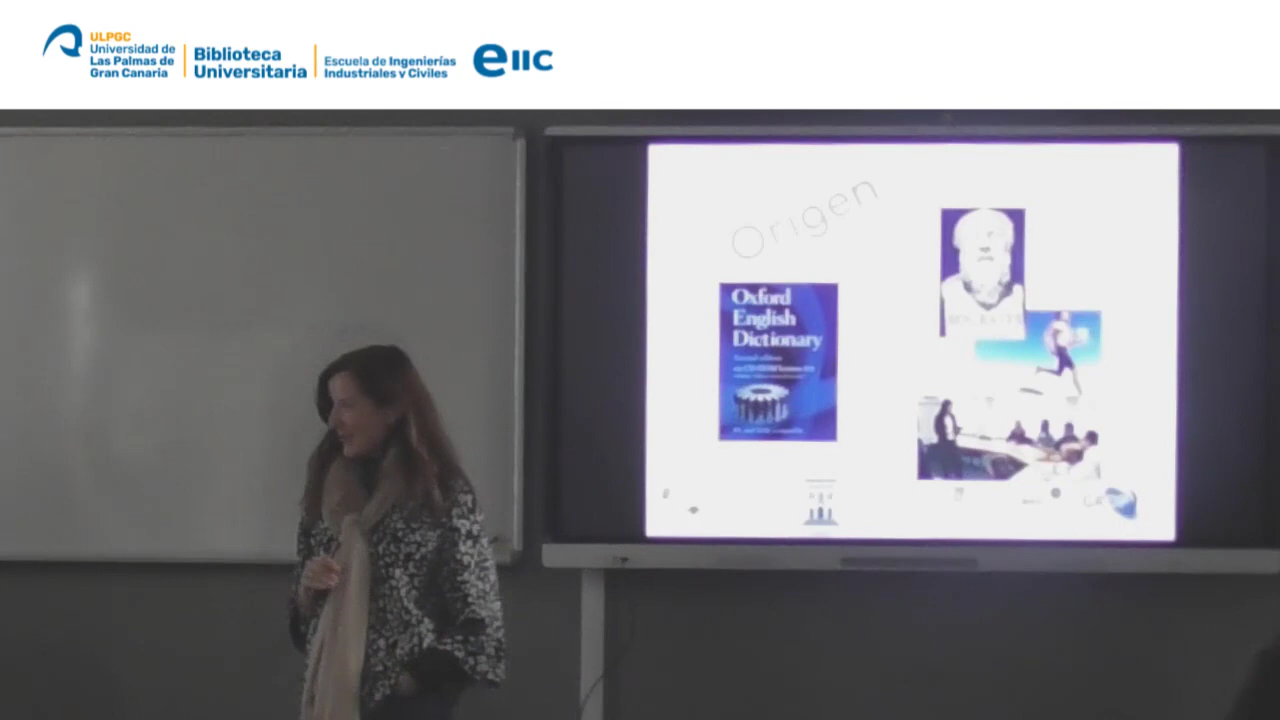 ULPGC
Universidad de
Las Palmas de
Gran Canaria
Biblioteca
Universitaria
Escuela de Ingenierías
Industriales y Civiles
eIIC
Origen
Oxford
English
Dictionary